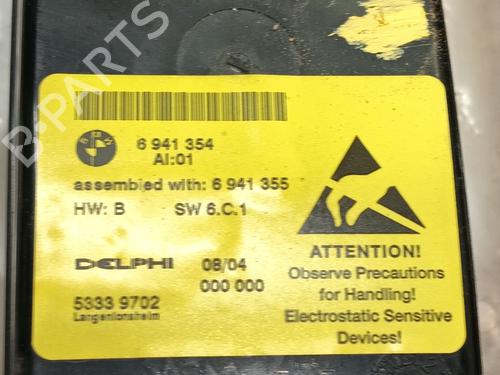 6 941 354
AI:01
assembled with: 6 941 355
HW: B SW 6.C.1
DELPHI 08/04
000 000
5333 9702
Langenlonsheim
ATTENTION!
Observe Precautions
for Handling!
Electrostatic Sensitive
Devices!
B-PARTS